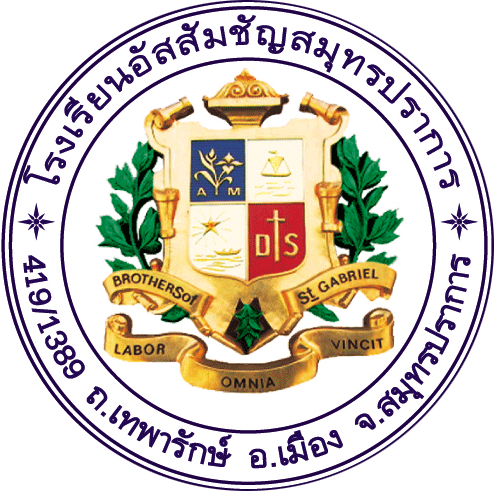 โรงเรียนอัสสัมชัญสมุทรปราการ
A M
D S
BROTHERSof St GABRIEL
LABOR OMNIA VINCIT
419/1389 ถ.เทพารักษ์ อ.เมือง จ.สมุทรปราการ